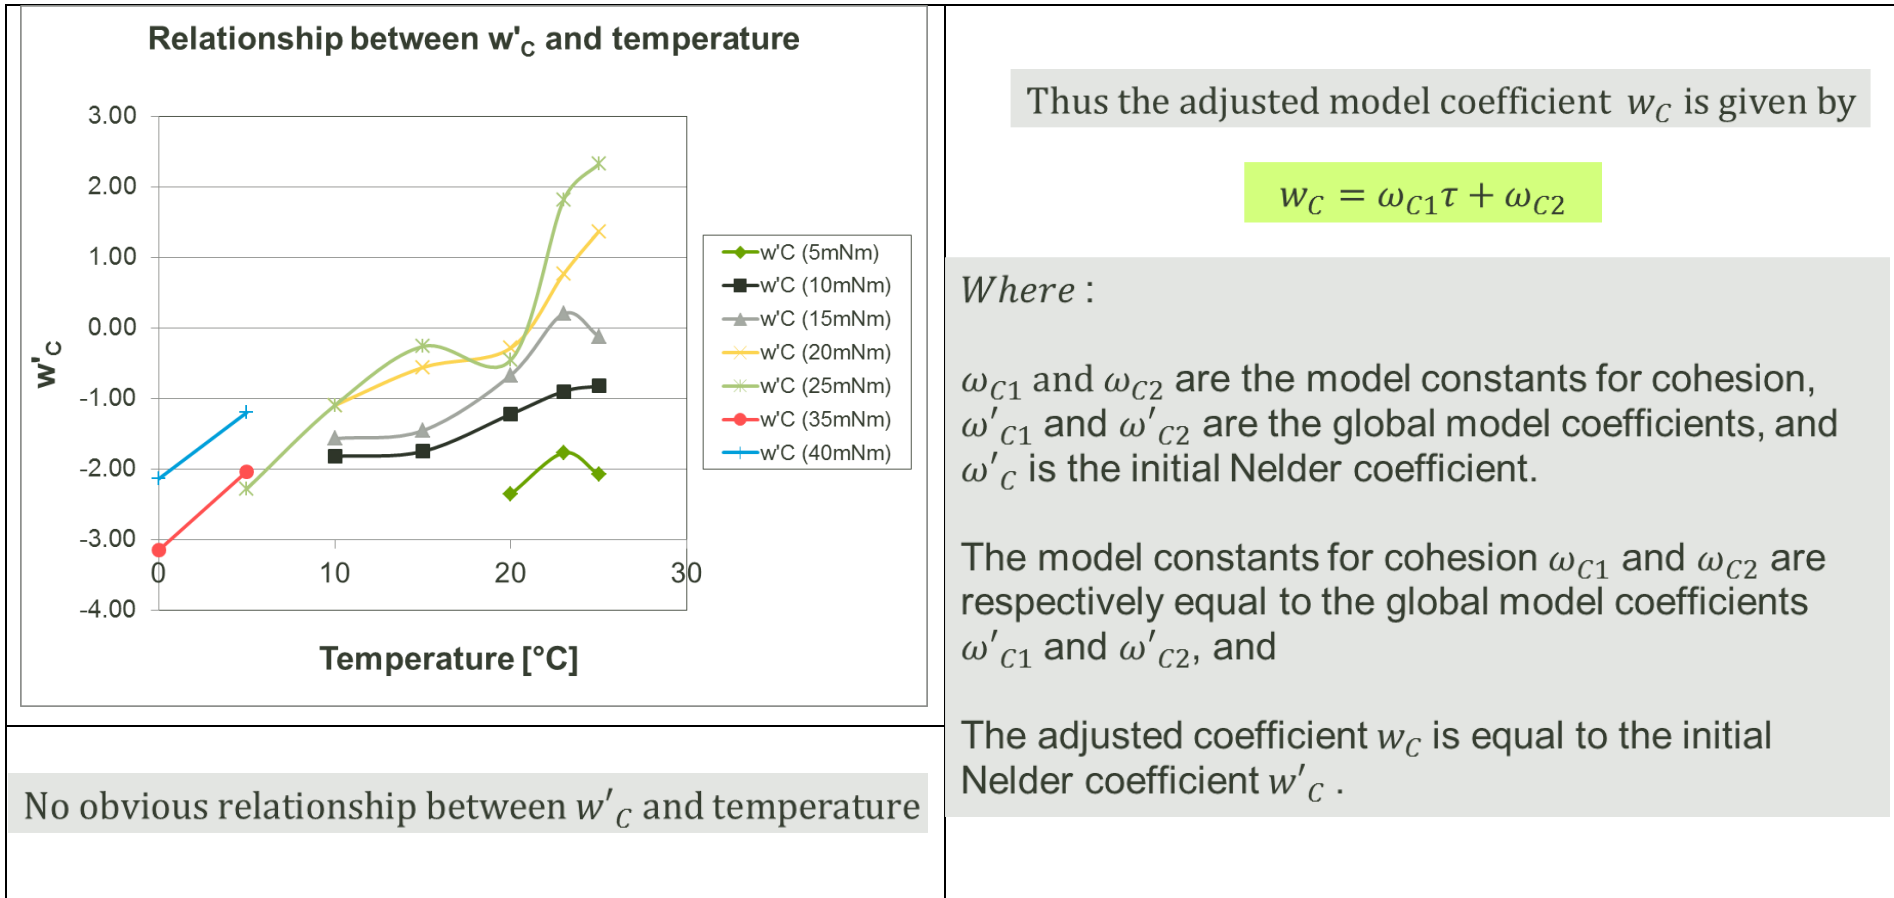 Relationship between w'C and temperature
3.00
2.00
1.00
0.00
-1.00
-2.00
-3.00
-4.00
w'C
0
10
20
30
Temperature [°C]
w'C (5mNm)
w'C (10mNm)
w'C (15mNm)
w'C (20mNm)
w'C (25mNm)
w'C (35mNm)
w'C (40mNm)
No obvious relationship between w′C and temperature
Thus the adjusted model coefficient wC is given by
wC = ωC1τ + ωC2
Where :
ωC1 and ωC2 are the model constants for cohesion,
ω′C1 and ω′C2 are the global model coefficients, and
ω′C is the initial Nelder coefficient.
The model constants for cohesion ωC1 and ωC2 are
respectively equal to the global model coefficients
ω′C1 and ω′C2, and
The adjusted coefficient wC is equal to the initial
Nelder coefficient w′C .